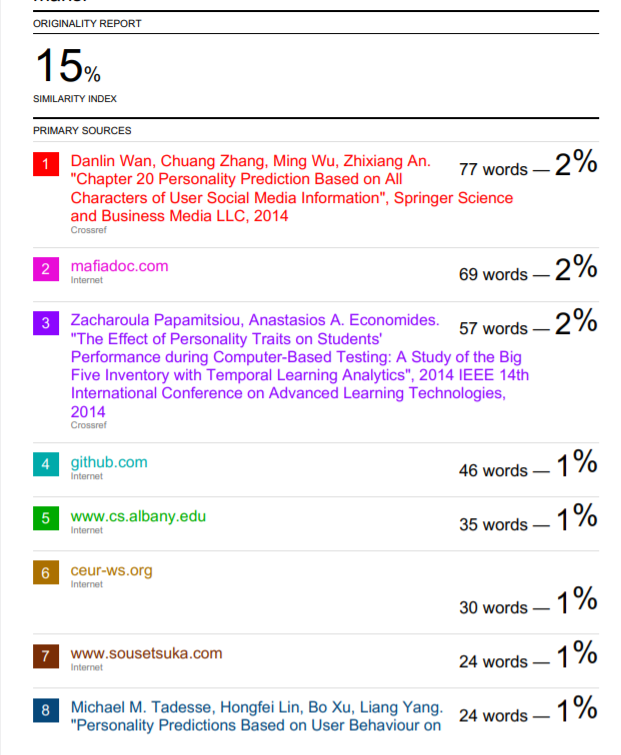 ORIGINALITY REPORT
15%
SIMILARITY INDEX
PRIMARY SOURCES
1 Danlin Wan, Chuang Zhang, Ming Wu, Zhixiang An. 77 words — 2%
"Chapter 20 Personality Prediction Based on All
Characters of User Social Media Information", Springer Science
and Business Media LLC, 2014
Crossref
2 mafiadoc.com 69 words — 2%
Internet
3 Zacharoula Papamitsiou, Anastasios A. Economides. 57 words — 2%
"The Effect of Personality Traits on Students'
Performance during Computer-Based Testing: A Study of the Big
Five Inventory with Temporal Learning Analytics", 2014 IEEE 14th
International Conference on Advanced Learning Technologies,
2014
Crossref
4 github.com 46 words — 1%
Internet
5 www.cs.albany.edu 35 words — 1%
Internet
6 ceur-ws.org
Internet
30 words — 1%
7 www.sousetsuka.com 24 words — 1%
Internet
8 Michael M. Tadesse, Hongfei Lin, Bo Xu, Liang Yang. 24 words — 1%
"Personality Predictions Based on User Behaviour on